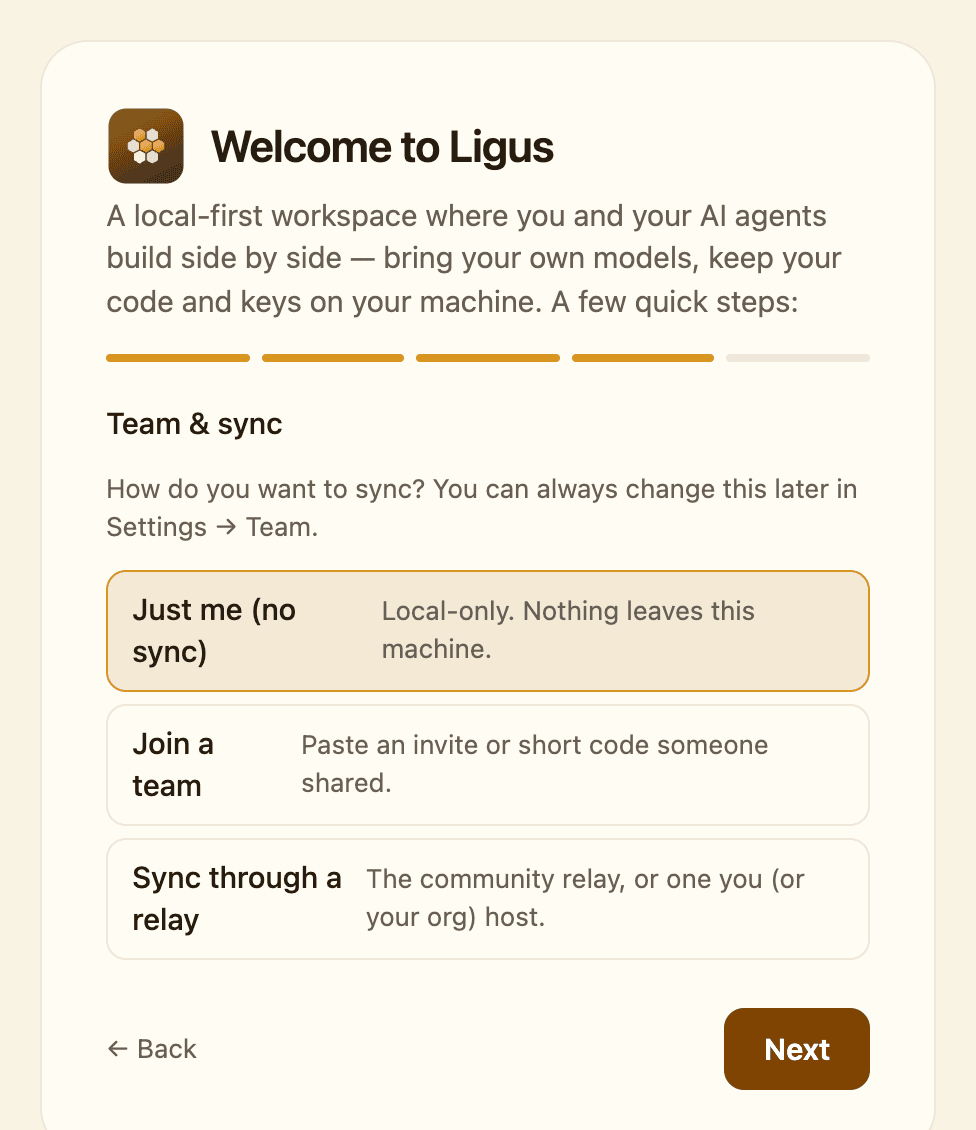 Welcome to Ligus
A local-first workspace where you and your AI agents
build side by side — bring your own models, keep your
code and keys on your machine. A few quick steps:
Team & sync
How do you want to sync? You can always change this later in
Settings → Team.
Just me (no
sync)
Local-only. Nothing leaves this
machine.
Join a
team
Paste an invite or short code someone
shared.
Sync through a
relay
The community relay, or one you (or
your org) host.
← Back
Next